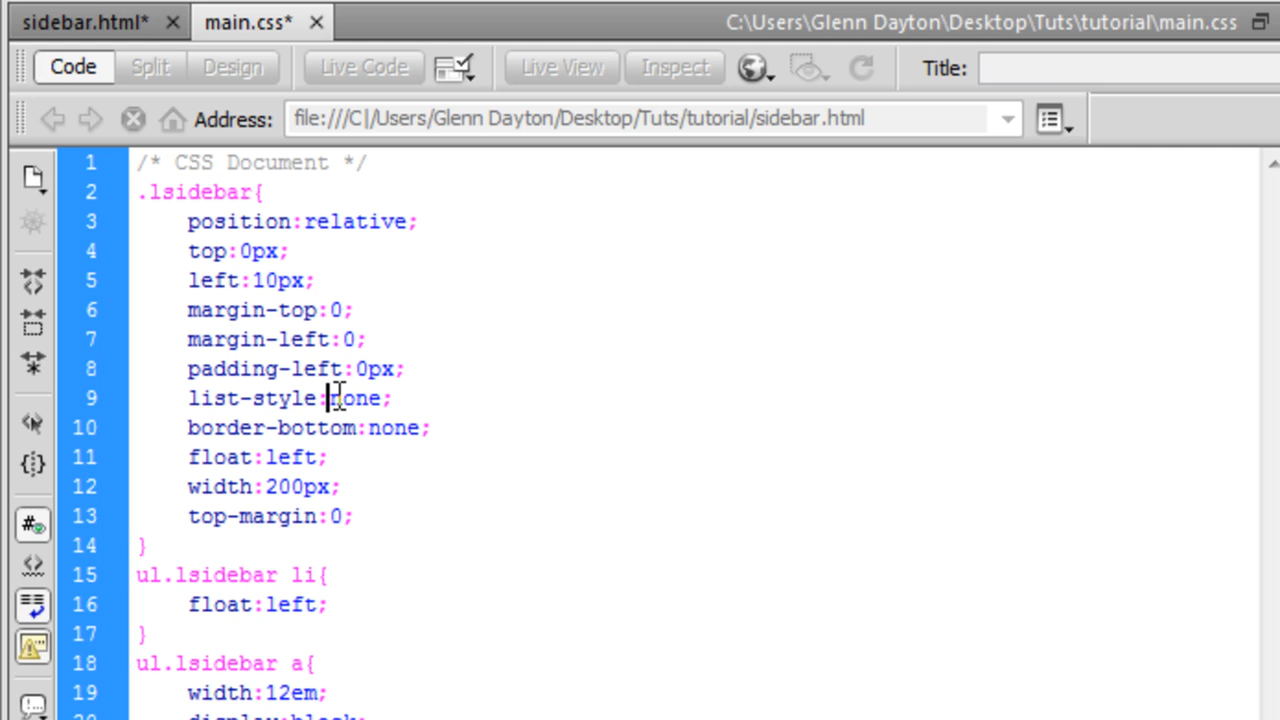 sidebar.html* main.css* C:\Users\Glenn Dayton\Desktop\Tuts\tutorial\main.css
Code Split Design Live Code Live View Inspect Title:
Address: file:///C|/Users/Glenn Dayton/Desktop/Tuts/tutorial/sidebar.html
1 /* CSS Document */
2 .lsidebar{
3 position:relative;
4 top:0px;
5 left:10px;
6 margin-top:0;
7 margin-left:0;
8 padding-left:0px;
9 list-style:none;
10 border-bottom:none;
11 float:left;
12 width:200px;
13 top-margin:0;
14 }
15 ul.lsidebar li{
16 float:left;
17 }
18 ul.lsidebar a{
19 width:12em;
20 display:block;